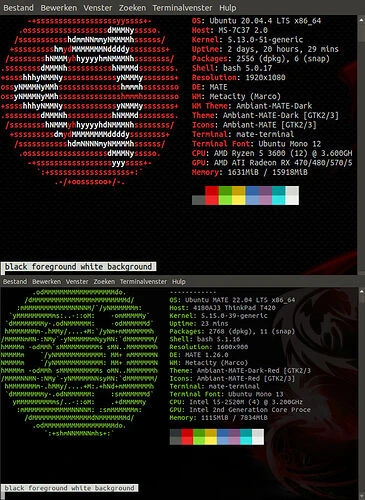 Bestand Bewerken Venster Zoeken Terminalvenster Hulp
OS: Ubuntu 20.04.4 LTS x86_64
Host: MS-7C37 2.0
Kernel: 5.13.0-51-generic
Uptime: 2 days, 20 hours, 29 mins
Packages: 2556 (dpkg), 6 (snap)
Shell: bash 5.0.17
Resolution: 1920x1080
DE: MATE
WM: Metacity (Marco)
WM Theme: Ambiant-MATE-Dark
Theme: Ambiant-MATE-Dark [GTK2/3]
Icons: Ambiant-MATE [GTK2/3]
Terminal: mate-terminal
Terminal Font: Ubuntu Mono 12
CPU: AMD Ryzen 5 3600 (12) @ 3.600GH
GPU: AMD ATI Radeon RX 470/480/570/5
Memory: 1631MiB / 15918MiB
black foreground white background
Bestand Bewerken Venster Zoeken Terminalvenster Hulp
------------
OS: Ubuntu MATE 22.04 LTS x86_64
Host: 4180AJ3 ThinkPad T420
Kernel: 5.15.0-39-generic
Uptime: 23 mins
Packages: 2768 (dpkg), 11 (snap)
Shell: bash 5.1.16
Resolution: 1600x900
DE: MATE 1.26.0
WM: Metacity (Marco)
Theme: Ambiant-MATE-Dark-Red [GTK2/3
Icons: Ambiant-MATE-Red [GTK2/3]
Terminal: mate-terminal
Terminal Font: Ubuntu Mono 13
CPU: Intel i5-2520M (4) @ 3.200GHz
GPU: Intel 2nd Generation Core Proce
Memory: 1115MiB / 7834MiB
black foreground white background